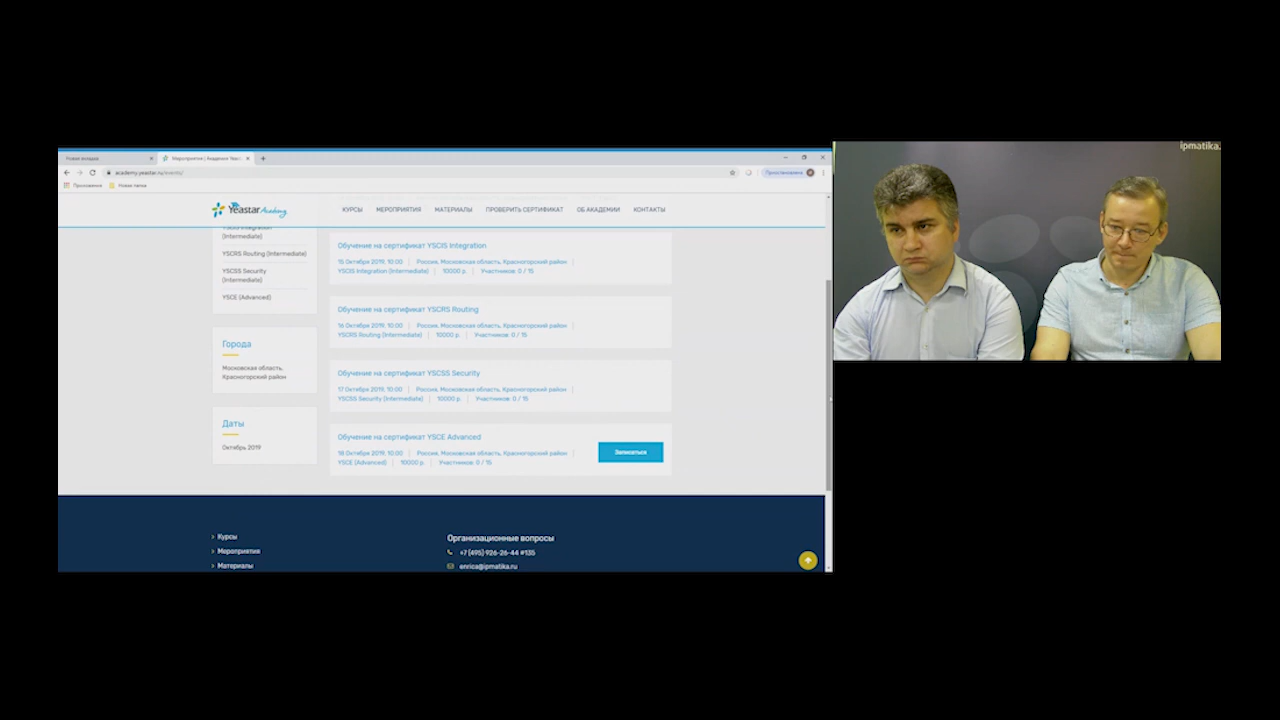 Новая вкладка
Мероприятия | Академия Yeas
academy.yeastar.ru/events/
Приостановлена
Приложения
Новая папка
Yeastar Academy
КУРСЫ
МЕРОПРИЯТИЯ
МАТЕРИАЛЫ
ПРОВЕРИТЬ СЕРТИФИКАТ
ОБ АКАДЕМИИ
КОНТАКТЫ
YSCIS Integration
(Intermediate)
YSCRS Routing (Intermediate)
YSCSS Security
(Intermediate)
YSCE (Advanced)
Города
Московская область,
Красногорский район
Даты
Октябрь 2019
Обучение на сертификат YSCIS Integration
15 Октября 2019, 10:00 | Россия, Московская область, Красногорский район |
YSCIS Integration (Intermediate) | 10000 р. | Участников: 0 / 15
Обучение на сертификат YSCRS Routing
16 Октября 2019, 10:00 | Россия, Московская область, Красногорский район |
YSCRS Routing (Intermediate) | 10000 р. | Участников: 0 / 15
Обучение на сертификат YSCSS Security
17 Октября 2019, 10:00 | Россия, Московская область, Красногорский район |
YSCSS Security (Intermediate) | 10000 р. | Участников: 0 / 15
Обучение на сертификат YSCE Advanced
18 Октября 2019, 10:00 | Россия, Московская область, Красногорский район |
YSCE (Advanced) | 10000 р. | Участников: 0 / 15
Записаться
Курсы
Мероприятия
Материалы
Организационные вопросы
+7 (495) 926-26-44 #135
enrica@ipmatika.ru
ipmatika.